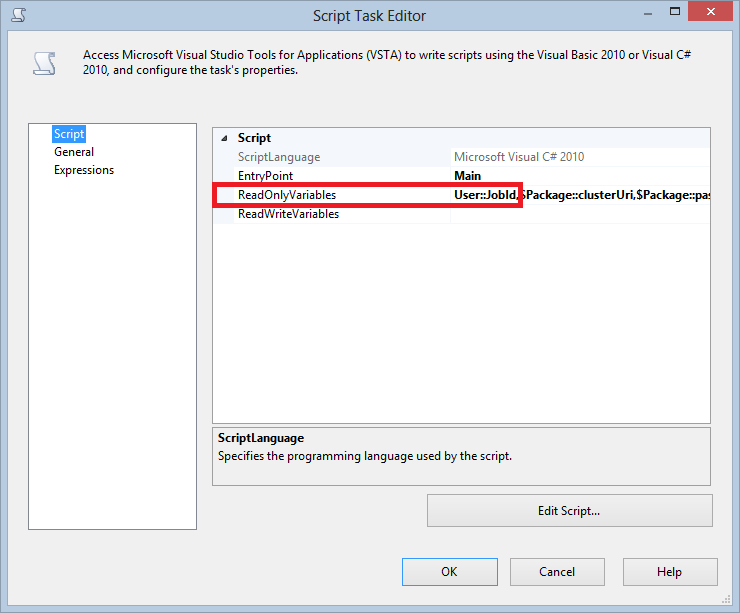 Script Task Editor
Access Microsoft Visual Studio Tools for Applications (VSTA) to write scripts using the Visual Basic 2010 or Visual C#
2010, and configure the task's properties.
Script
General
Expressions
Script
ScriptLanguage Microsoft Visual C# 2010
EntryPoint Main
ReadOnlyVariables User::JobId,$Package::clusterUri,$Package::pas
ReadWriteVariables
ScriptLanguage
Specifies the programming language used by the script.
Edit Script...
OK Cancel Help